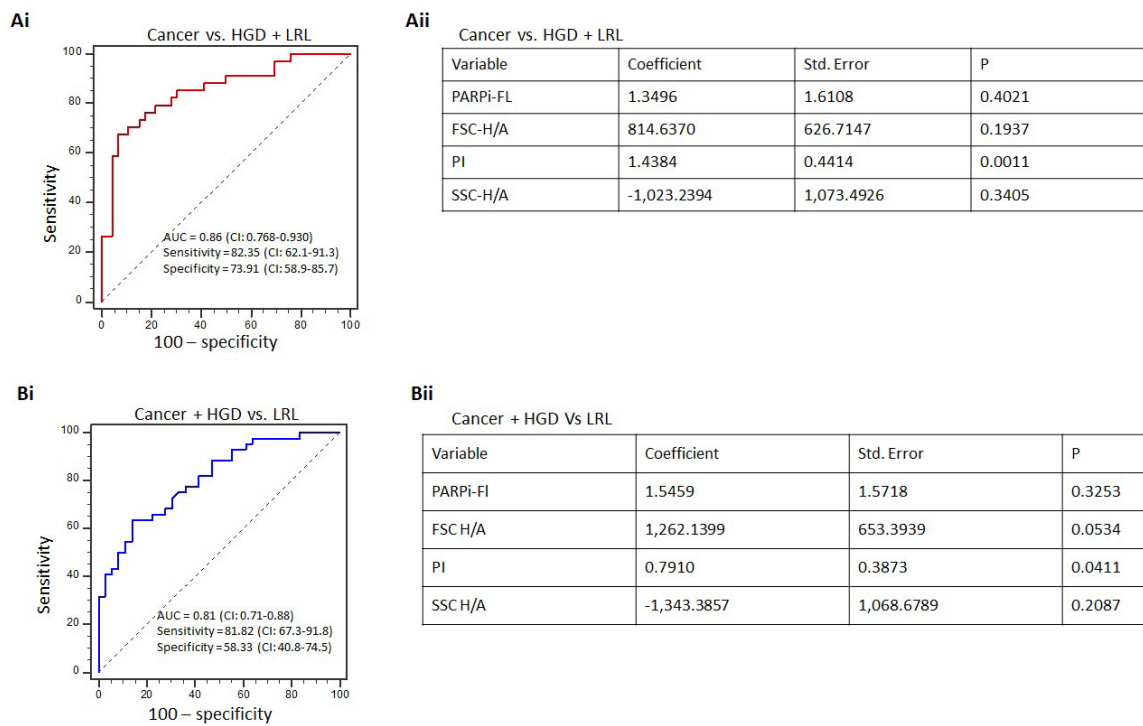 Ai
Cancer vs. HGD + LRL
100
80
60
40
20
0
Sensitivity
AUC = 0.86 (CI: 0.768-0.930)
Sensitivity = 82.35 (CI: 62.1-91.3)
Specificity = 73.91 (CI: 58.9-85.7)
0 20 40 60 80 100
100 – specificity
Aii
Cancer vs. HGD + LRL
Variable Coefficient Std. Error P
PARPi-FL 1.3496 1.6108 0.4021
FSC-H/A 814.6370 626.7147 0.1937
PI 1.4384 0.4414 0.0011
SSC-H/A -1,023.2394 1,073.4926 0.3405
Bi
Cancer + HGD vs. LRL
100
80
60
40
20
0
Sensitivity
AUC = 0.81 (CI: 0.71-0.88)
Sensitivity = 81.82 (CI: 67.3-91.8)
Specificity = 58.33 (CI: 40.8-74.5)
0 20 40 60 80 100
100 – specificity
Bii
Cancer + HGD Vs LRL
Variable Coefficient Std. Error P
PARPi-Fl 1.5459 1.5718 0.3253
FSC H/A 1,262.1399 653.3939 0.0534
PI 0.7910 0.3873 0.0411
SSC H/A -1,343.3857 1,068.6789 0.2087